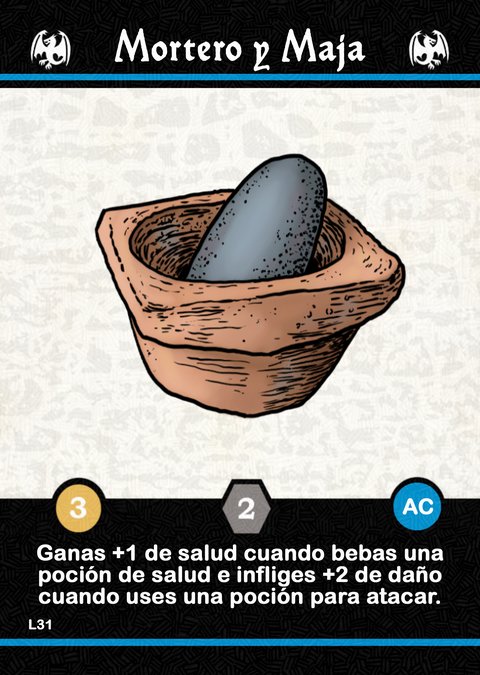 Mortero y Maja
3
2
AC
Ganas +1 de salud cuando bebas una
poción de salud e infliges +2 de daño
cuando uses una poción para atacar.
L31